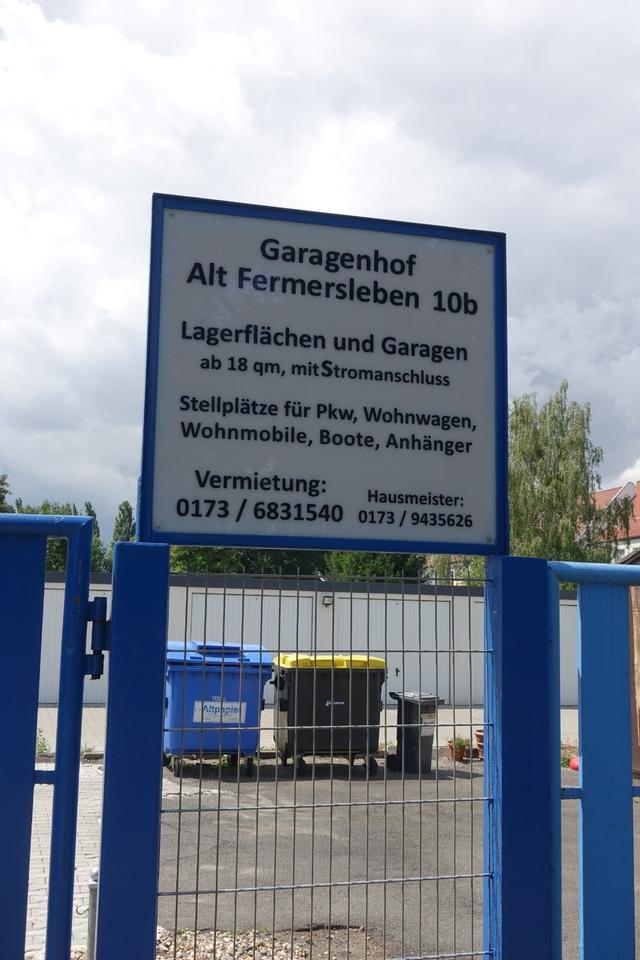 Garagenhof
Alt Fermersleben 10b
Lagerflächen und Garagen
ab 18 qm, mitStromanschluss
Stellplätze für Pkw, Wohnwagen,
Wohnmobile, Boote, Anhänger
Vermietung:
0173 / 6831540
Hausmeister:
0173 / 9435626
Altpapier